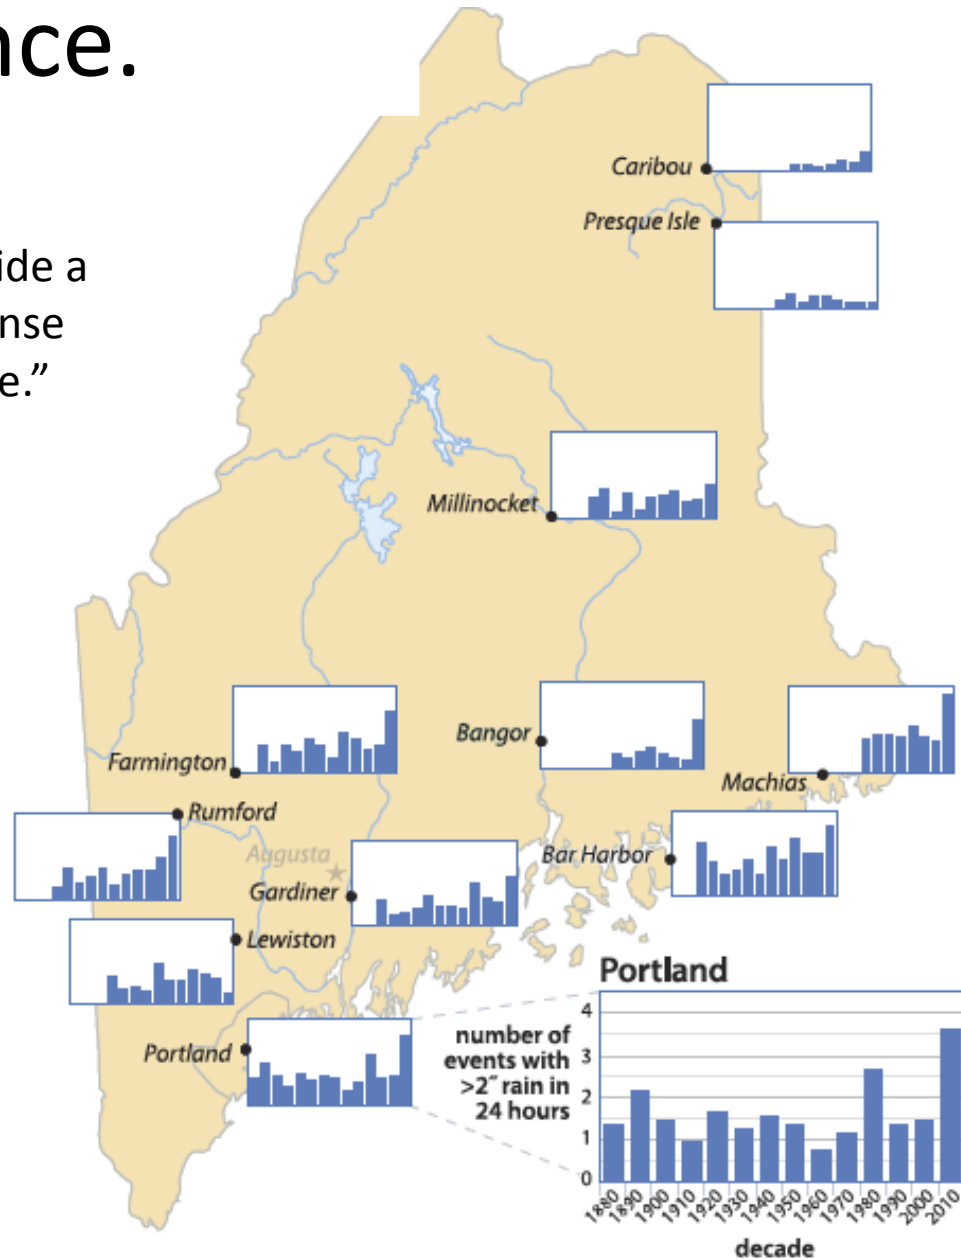 nce.
ide a
nse
e.”
Caribou
Presque Isle
Millinocket
Bangor
Farmington
Machias
Rumford
Augusta
Bar Harbor
Gardiner
Lewiston
Portland
Portland
number of
events with
>2″ rain in
24 hours
4
3
2
1
0
1880 1890 1900 1910 1920 1930 1940 1950 1960 1970 1980 1990 2000 2010
decade